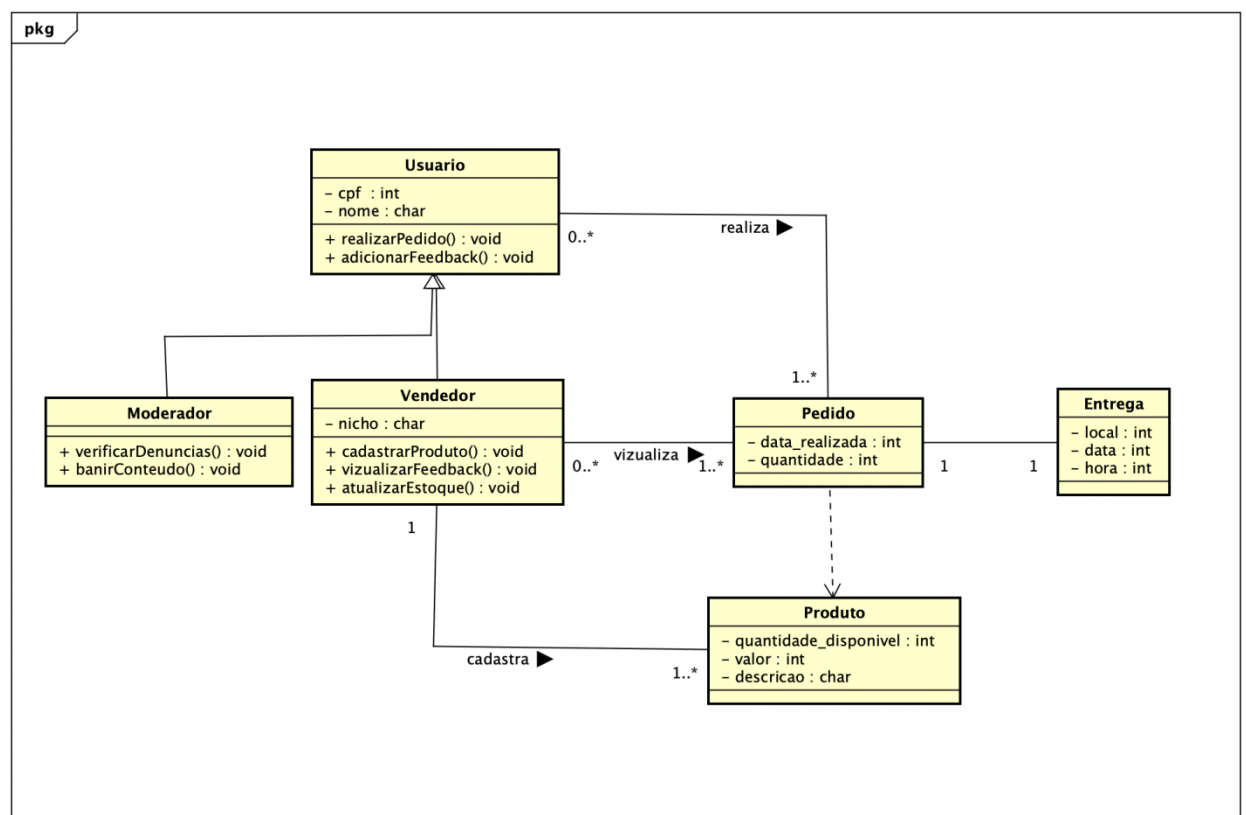 pkg
Usuario
- cpf : int
- nome : char
+ realizarPedido() : void
+ adicionarFeedback() : void
0..*
realiza ▶
1..*
Moderador
+ verificarDenuncias() : void
+ banirConteudo() : void
Vendedor
- nicho : char
+ cadastrarProduto() : void
+ vizualizarFeedback() : void
+ atualizarEstoque() : void
0..*
vizualiza ▶
1..*
Pedido
- data_realizada : int
- quantidade : int
1
1
Entrega
- local : int
- data : int
- hora : int
1
cadastra ▶
1..*
Produto
- quantidade_disponivel : int
- valor : int
- descricao : char